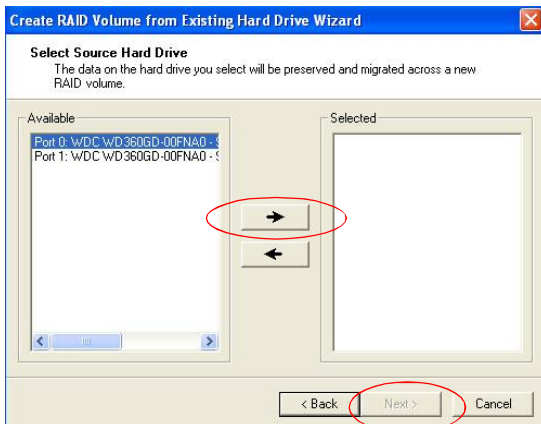 Create RAID Volume from Existing Hard Drive Wizard
Select Source Hard Drive
The data on the hard drive you select will be preserved and migrated across a new
RAID volume.
Available
Selected
Port 0: WDC WD360GD-00FNA0 - S
Port 1: WDC WD360GD-00FNA0 - S
< Back
Next >
Cancel